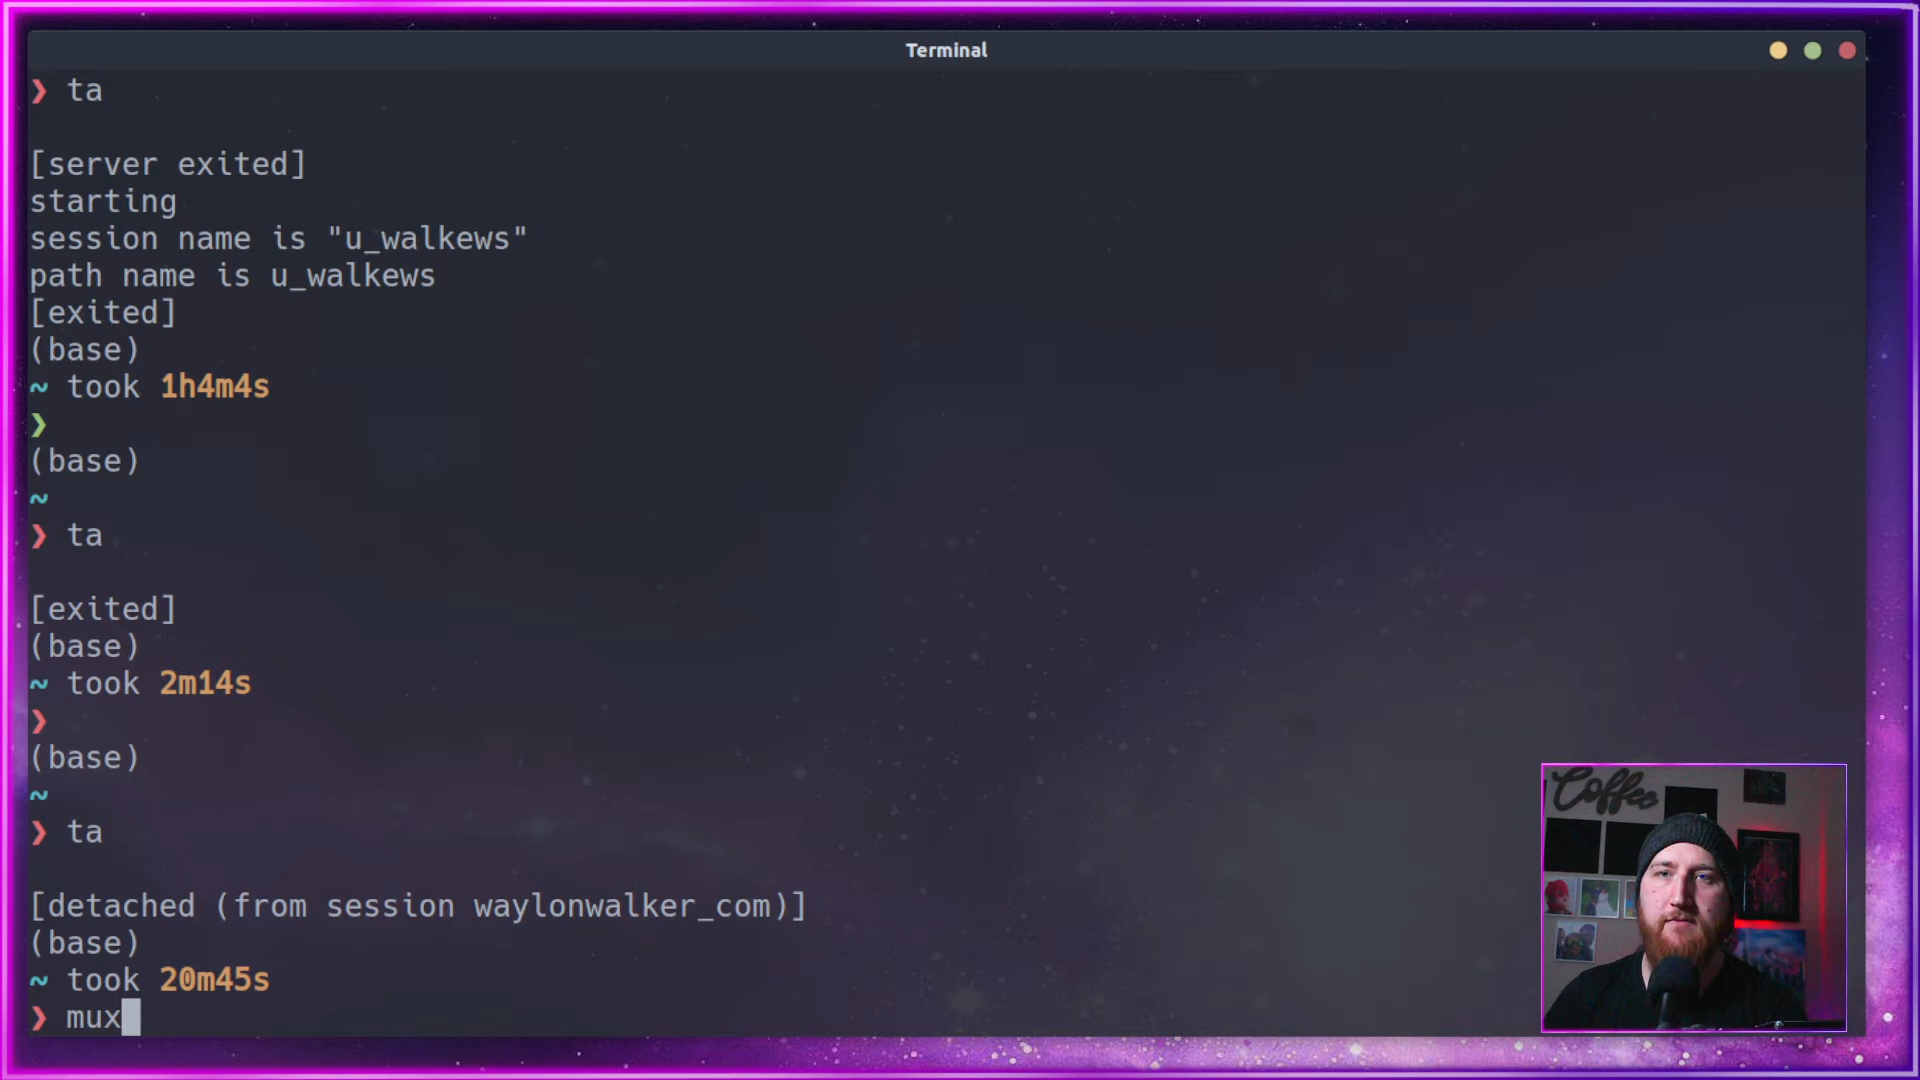 Terminal
❯ ta
[server exited]
starting
session name is "u_walkews"
path name is u_walkews
[exited]
(base)
~ took 1h4m4s
❯
(base)
~
❯ ta
[exited]
(base)
~ took 2m14s
❯
(base)
~
❯ ta
[detached (from session waylonwalker_com)]
(base)
~ took 20m45s
❯ mux
Coffee